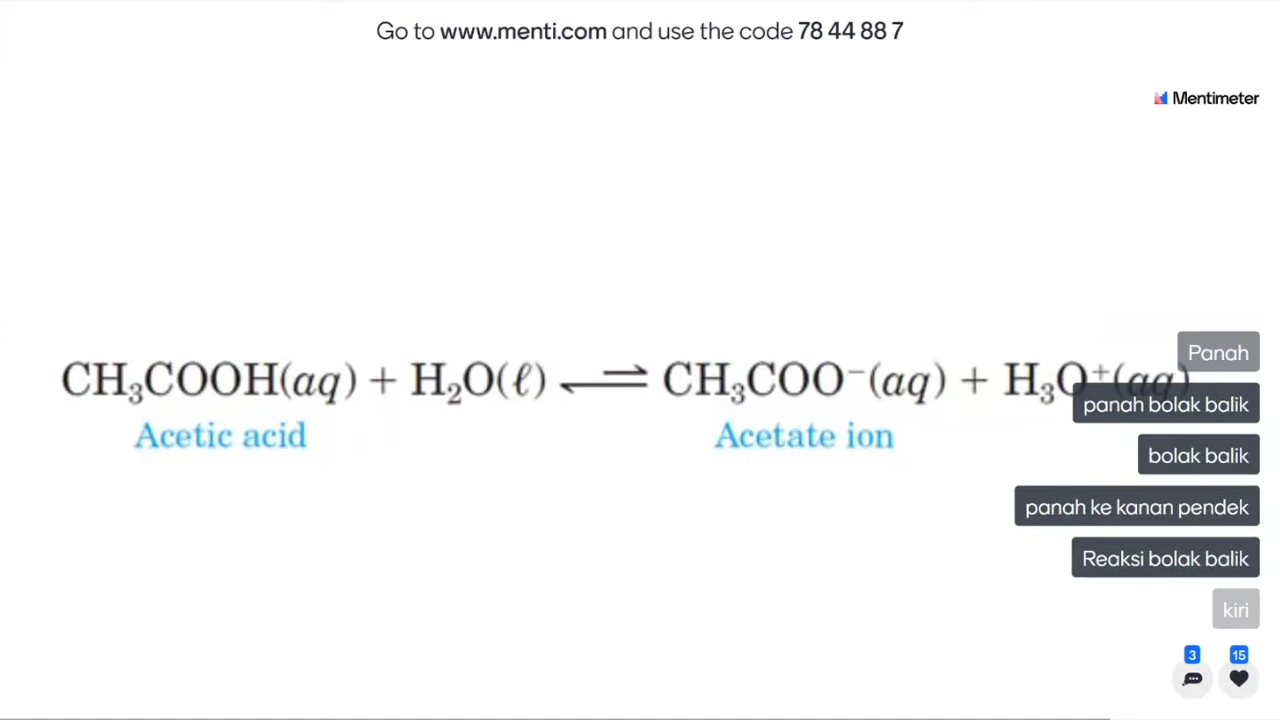 Go to www.menti.com and use the code 78 44 88 7
Mentimeter
CH₃COOH(aq) + H₂O(ℓ) ⇌ CH₃COO⁻(aq) + H₃O⁺(aq)
Acetic acid
Acetate ion
Panah
panah bolak balik
bolak balik
panah ke kanan pendek
Reaksi bolak balik
kiri
3
15